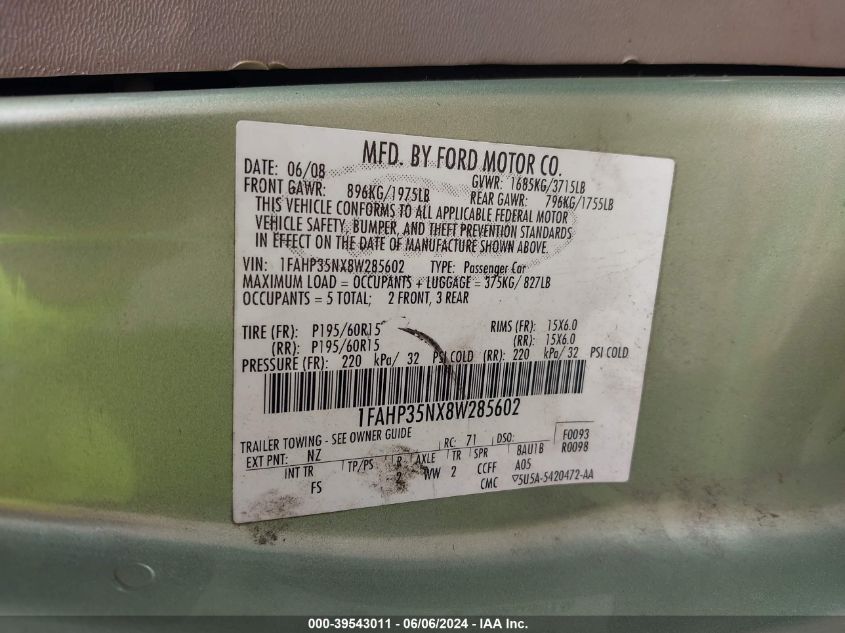 MFD. BY FORD MOTOR CO.
DATE: 06/08 GVWR: 1685KG/3715LB
FRONT GAWR: 896KG/1975LB REAR GAWR: 796KG/1755LB
THIS VEHICLE CONFORMS TO ALL APPLICABLE FEDERAL MOTOR
VEHICLE SAFETY, BUMPER, AND THEFT PREVENTION STANDARDS
IN EFFECT ON THE DATE OF MANUFACTURE SHOWN ABOVE.
VIN: 1FAHP35NX8W285602 TYPE: Passenger Car
MAXIMUM LOAD = OCCUPANTS + LUGGAGE = 375KG/ 827LB
OCCUPANTS = 5 TOTAL; 2 FRONT, 3 REAR
TIRE (FR): P195/60R15 RIMS (FR): 15X6.0
(RR): P195/60R15 (RR): 15X6.0
PRESSURE (FR): 220 kPa/ 32 PSI COLD (RR): 220 kPa/ 32 PSI COLD
1FAHP35NX8W285602
TRAILER TOWING - SEE OWNER GUIDE RC: 71 DSO: F0093
EXT PNT: NZ 8AU1B R0098
INT TR TP/PS R AXLE TR SPR
FS 2 WW 2 CCFF A05
CMC ▽5U5A-5420472-AA
000-39543011 - 06/06/2024 - IAA Inc.